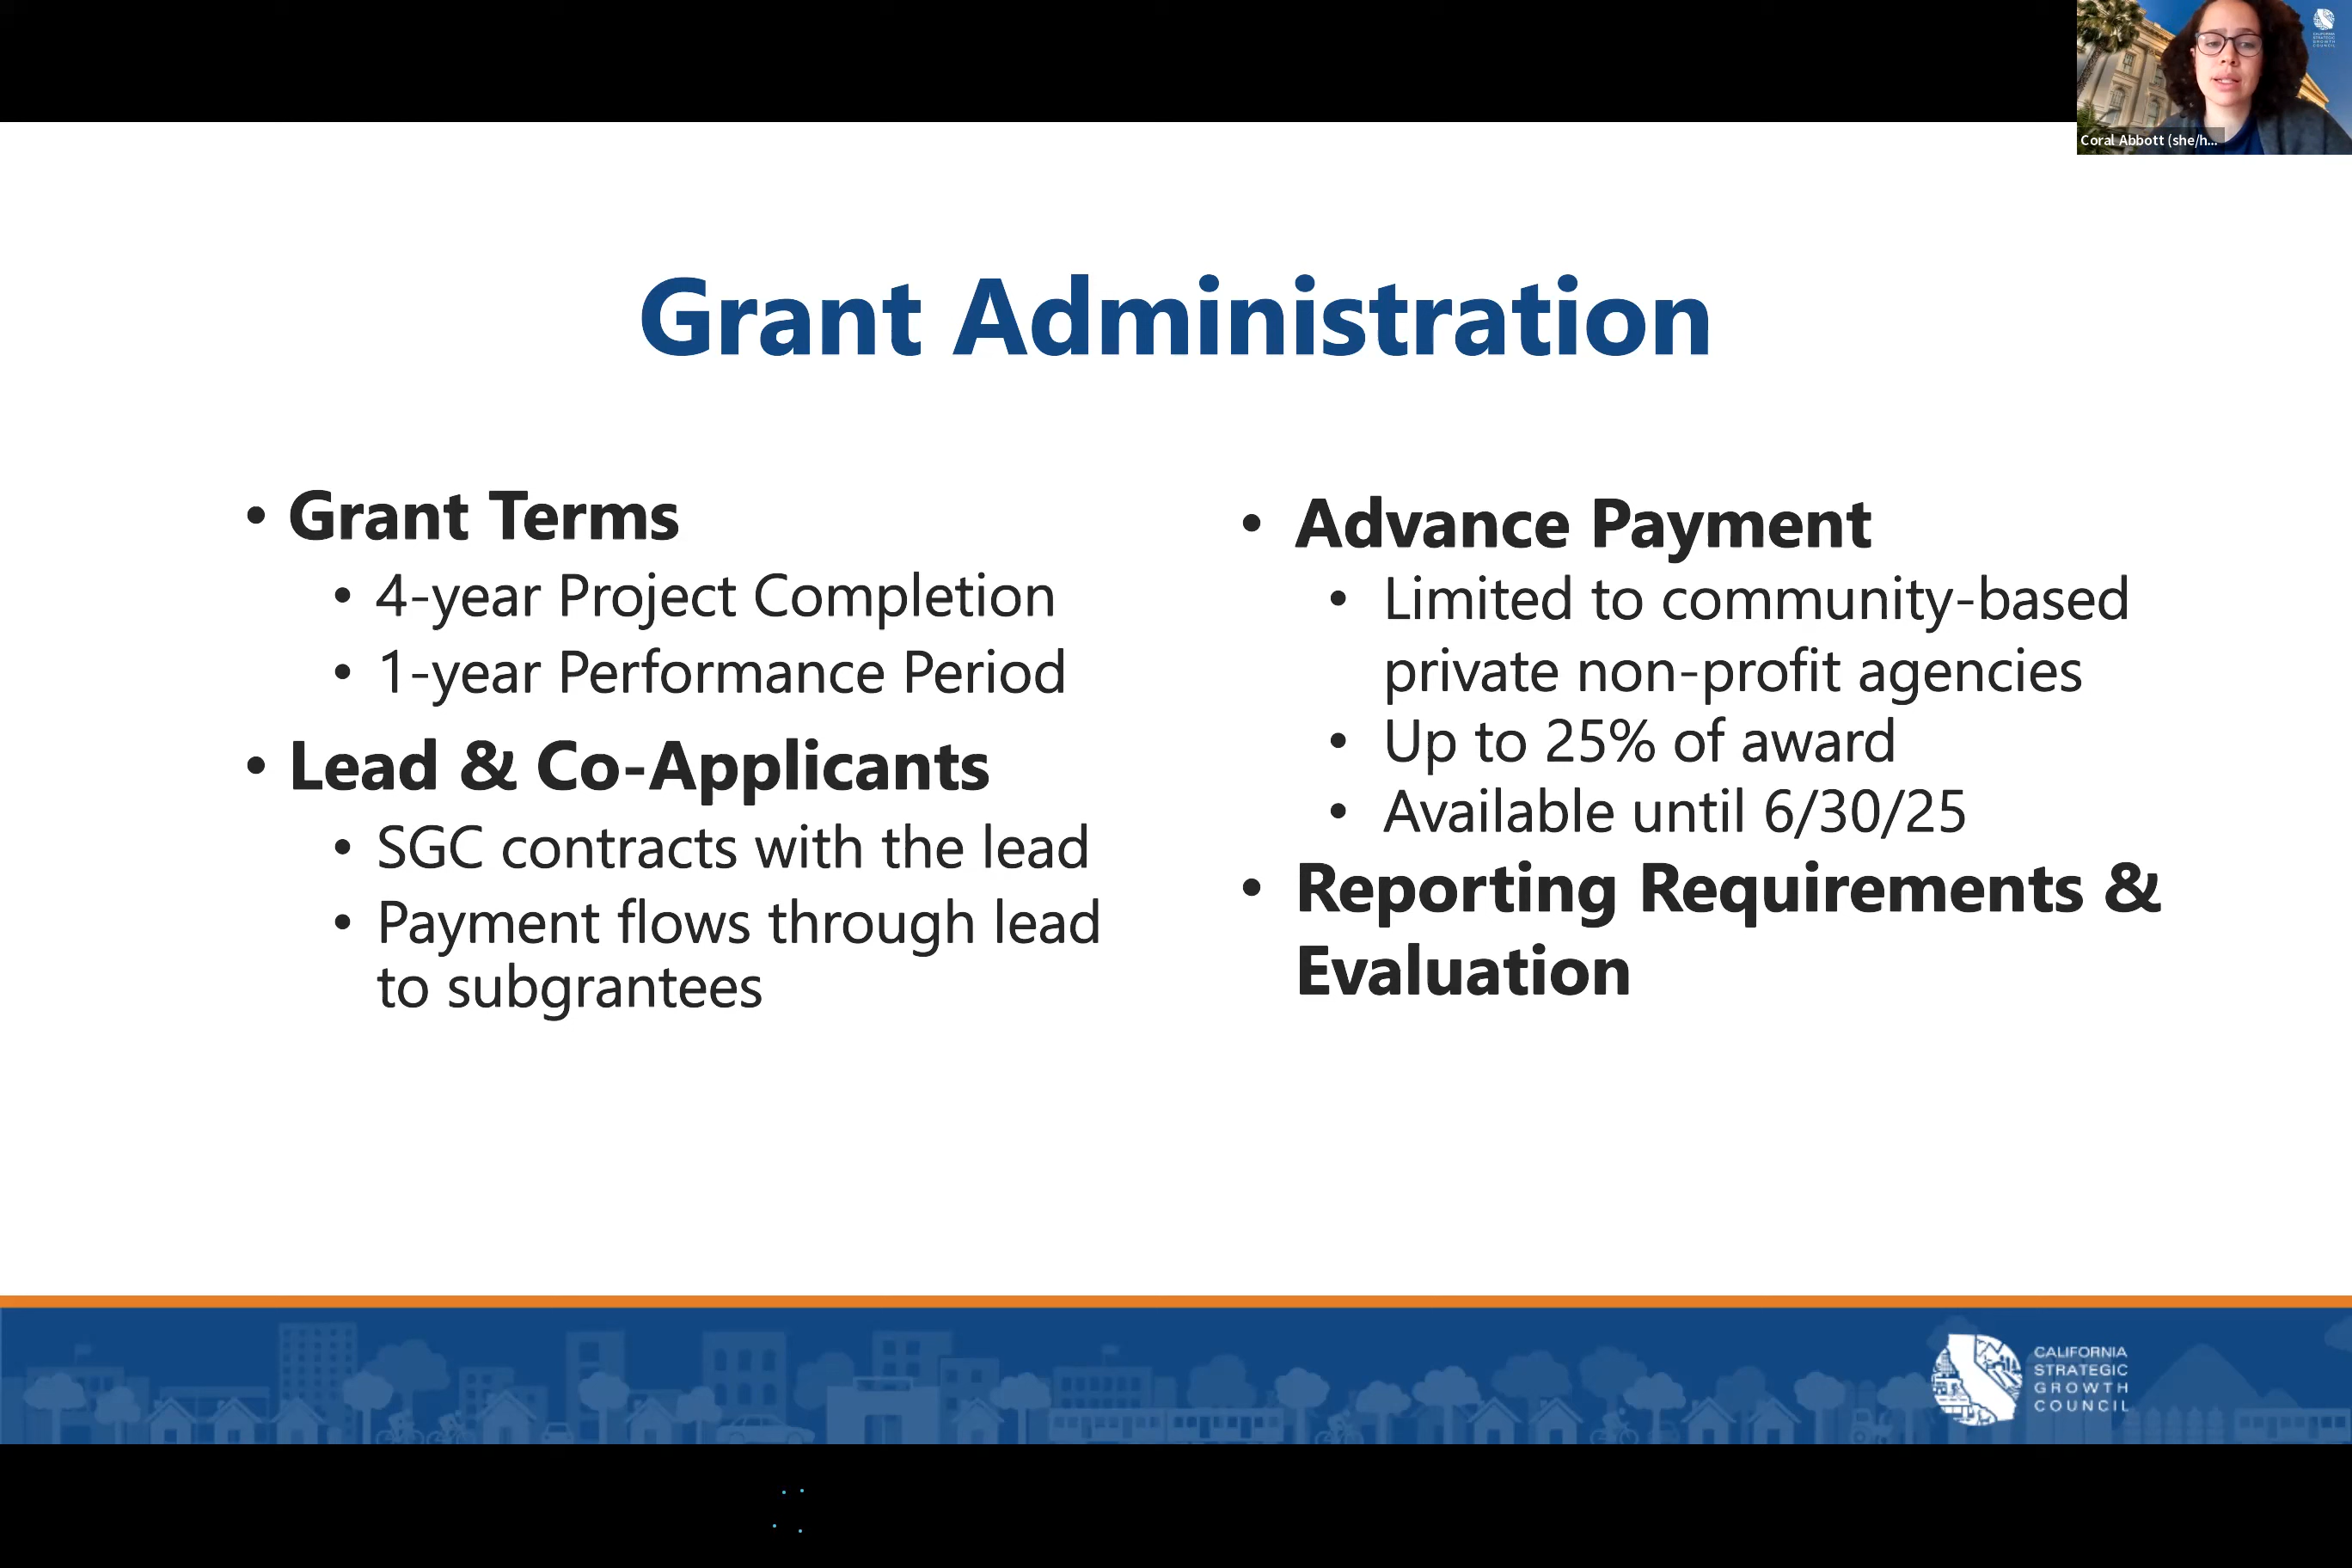 Coral Abbott (she/h...
Grant Administration
• Grant Terms
• 4-year Project Completion
• 1-year Performance Period
• Lead & Co-Applicants
• SGC contracts with the lead
• Payment flows through lead
to subgrantees
• Advance Payment
• Limited to community-based
private non-profit agencies
• Up to 25% of award
• Available until 6/30/25
• Reporting Requirements &
Evaluation
CALIFORNIA
STRATEGIC
GROWTH
COUNCIL